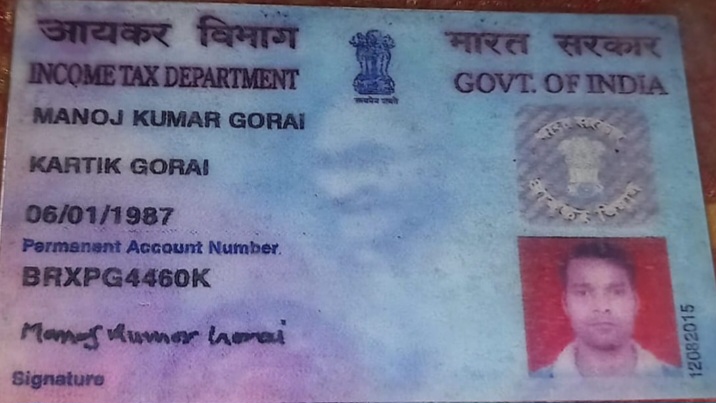 आयकर विभाग
भारत सरकार
INCOME TAX DEPARTMENT
GOVT. OF INDIA
सत्यमेव जयते
MANOJ KUMAR GORAI
KARTIK GORAI
06/01/1987
Permanent Account Number
BRXPG4460K
Manoj Kumar Gorai
Signature
12082015